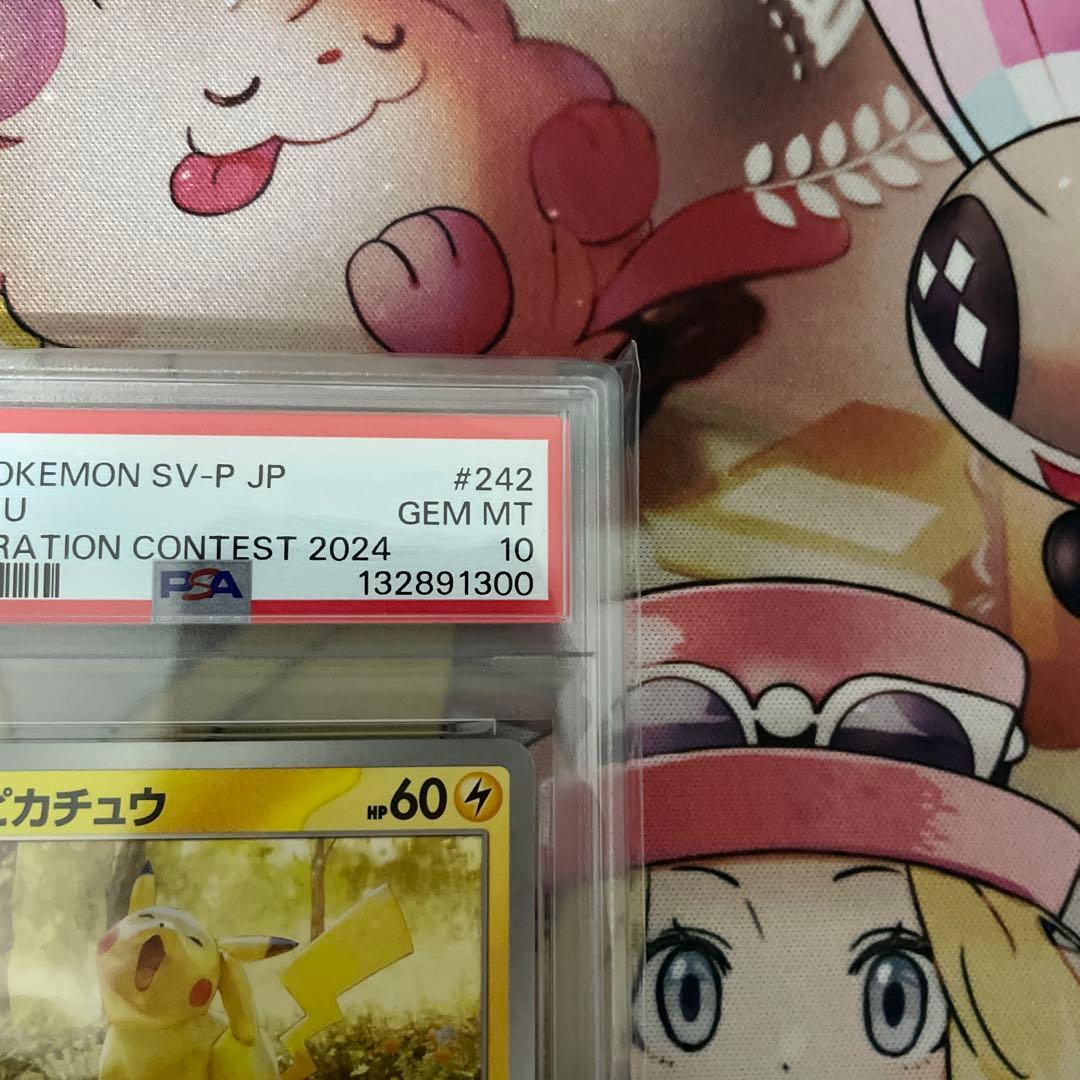 OKEMON SV-P JP #242
U GEM MT
RATION CONTEST 2024 10
PSA 132891300
ピカチュウ HP60